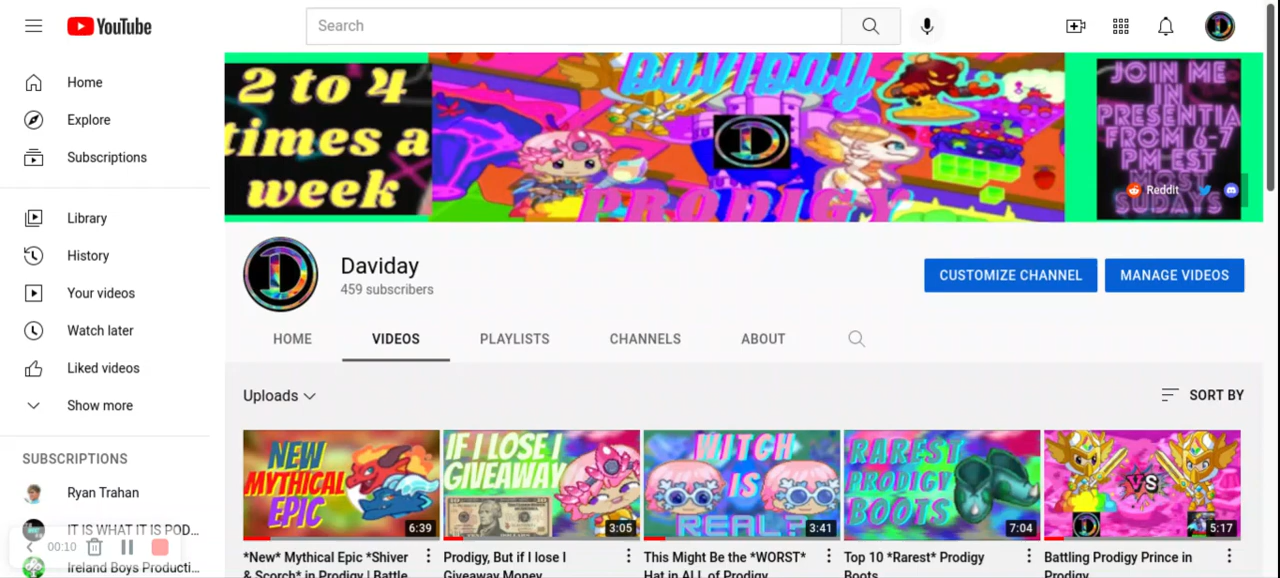 YouTube
Search
Home
Explore
Subscriptions
Library
History
Your videos
Watch later
Liked videos
Show more
SUBSCRIPTIONS
Ryan Trahan
IT IS WHAT IT IS POD...
Ireland Boys Producti...
00:10
2 to 4
times a
week
DAVIDAY
PRODIGY
JOIN ME
IN
PRESENTIA
FROM 6-7
PM EST
MOST
SUDAYS
Reddit
Daviday
459 subscribers
CUSTOMIZE CHANNEL
MANAGE VIDEOS
HOME
VIDEOS
PLAYLISTS
CHANNELS
ABOUT
Uploads
SORT BY
NEW
MYTHICAL
EPIC
6:39
*New* Mythical Epic *Shiver
& Scorch* in Prodigy | Battle
IF I LOSE I
GIVEAWAY
3:05
Prodigy, But if I lose I
Giveaway Money
WITCH
IS
REAL?
3:41
This Might Be the *WORST*
Hat in ALL of Prodigy
RAREST
PRODIGY
BOOTS
7:04
Top 10 *Rarest* Prodigy
Boots
VS
5:17
Battling Prodigy Prince in
Prodigy